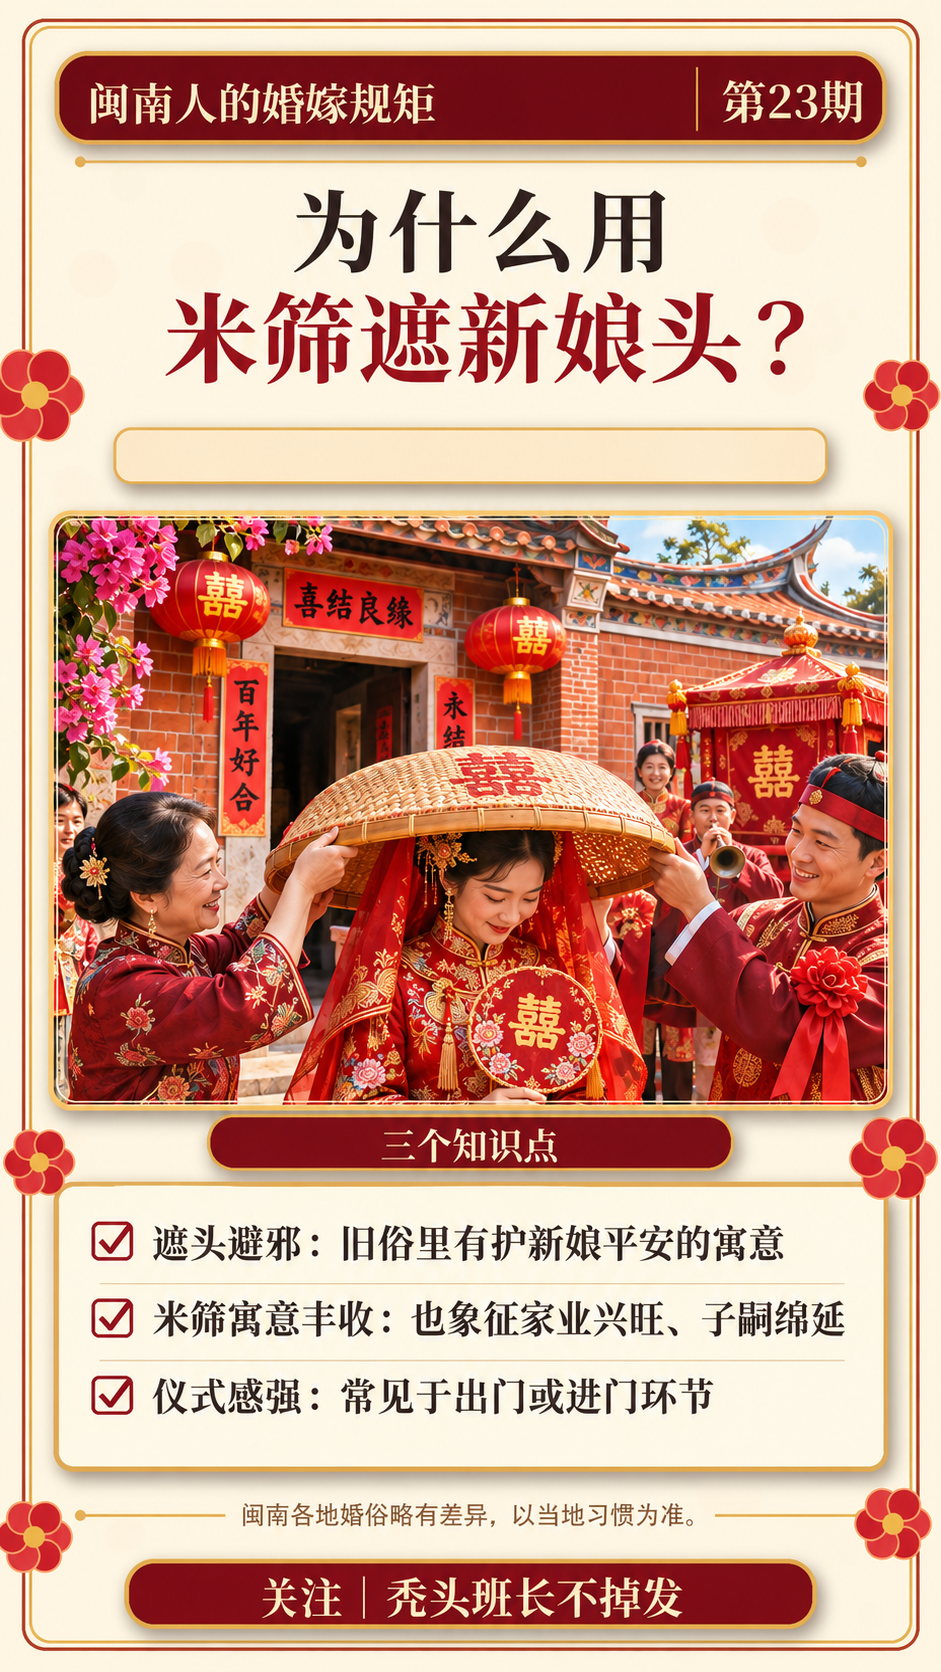 闽南人的婚嫁规矩
第23期
为什么用
米筛遮新娘头？
囍
喜结良缘
囍
百年好合
永结
囍
囍
囍
三个知识点
遮头避邪：旧俗里有护新娘平安的寓意
米筛寓意丰收：也象征家业兴旺、子嗣绵延
仪式感强：常见于出门或进门环节
闽南各地婚俗略有差异，以当地习惯为准。
关注｜秃头班长不掉发